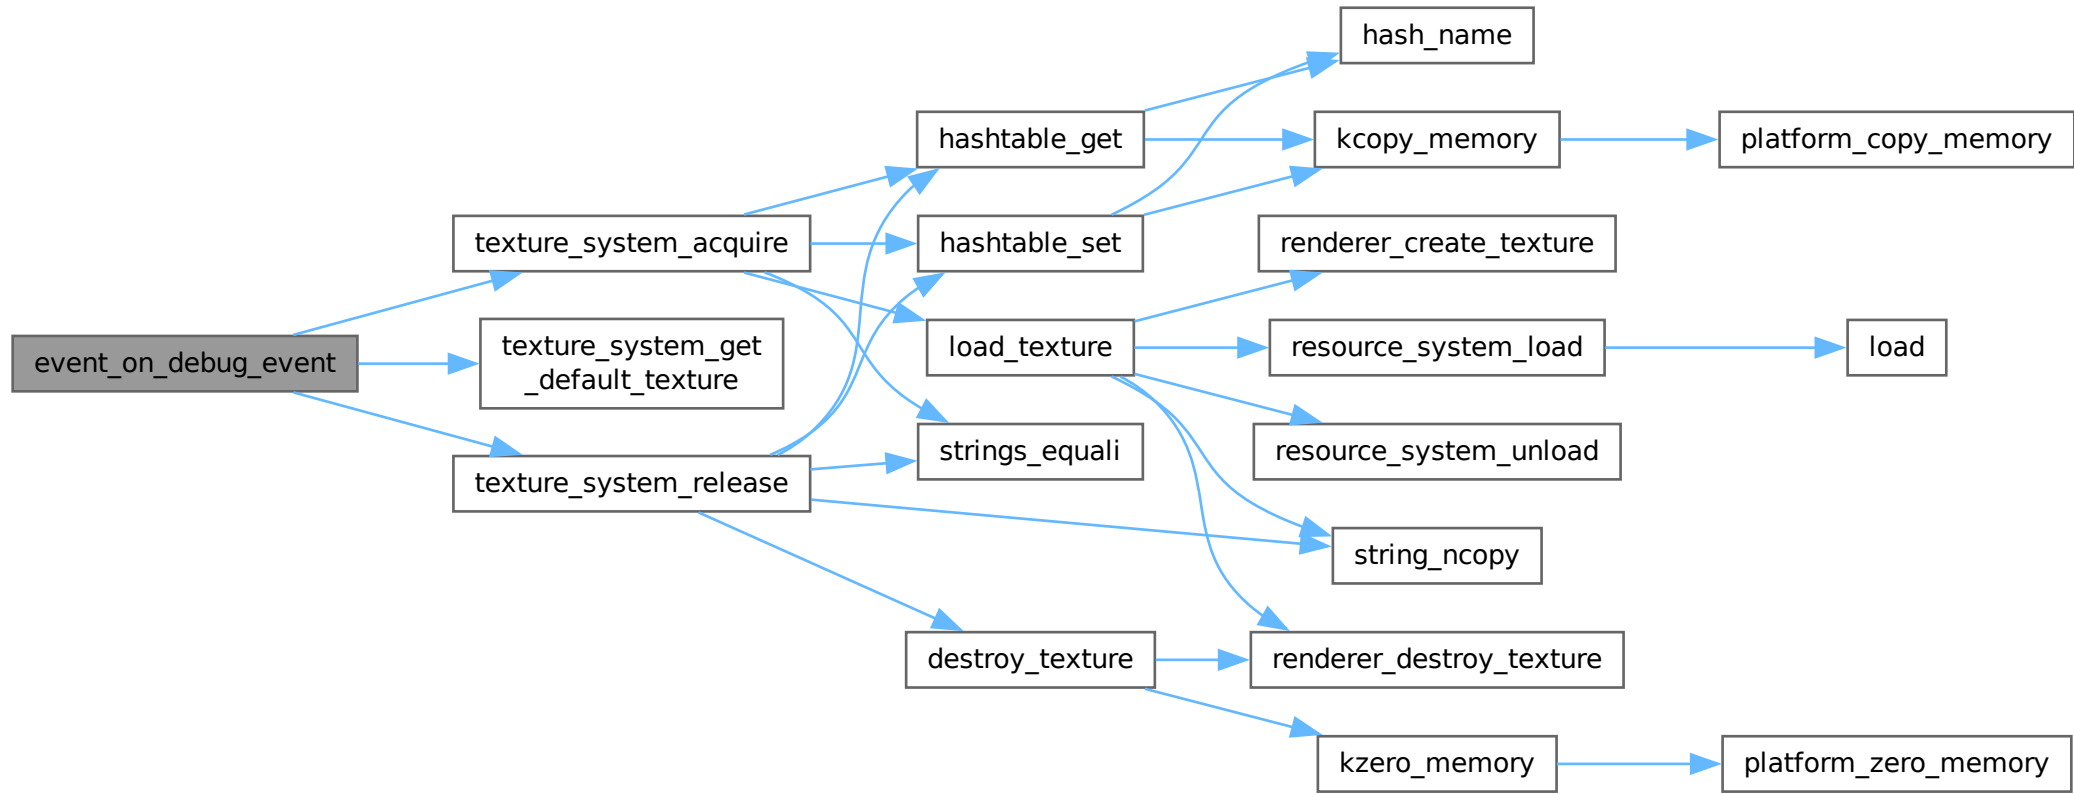 event_on_debug_event
texture_system_acquire
texture_system_get
_default_texture
texture_system_release
hashtable_get
hashtable_set
load_texture
strings_equali
destroy_texture
hash_name
kcopy_memory
renderer_create_texture
resource_system_load
resource_system_unload
string_ncopy
renderer_destroy_texture
kzero_memory
platform_copy_memory
load
platform_zero_memory